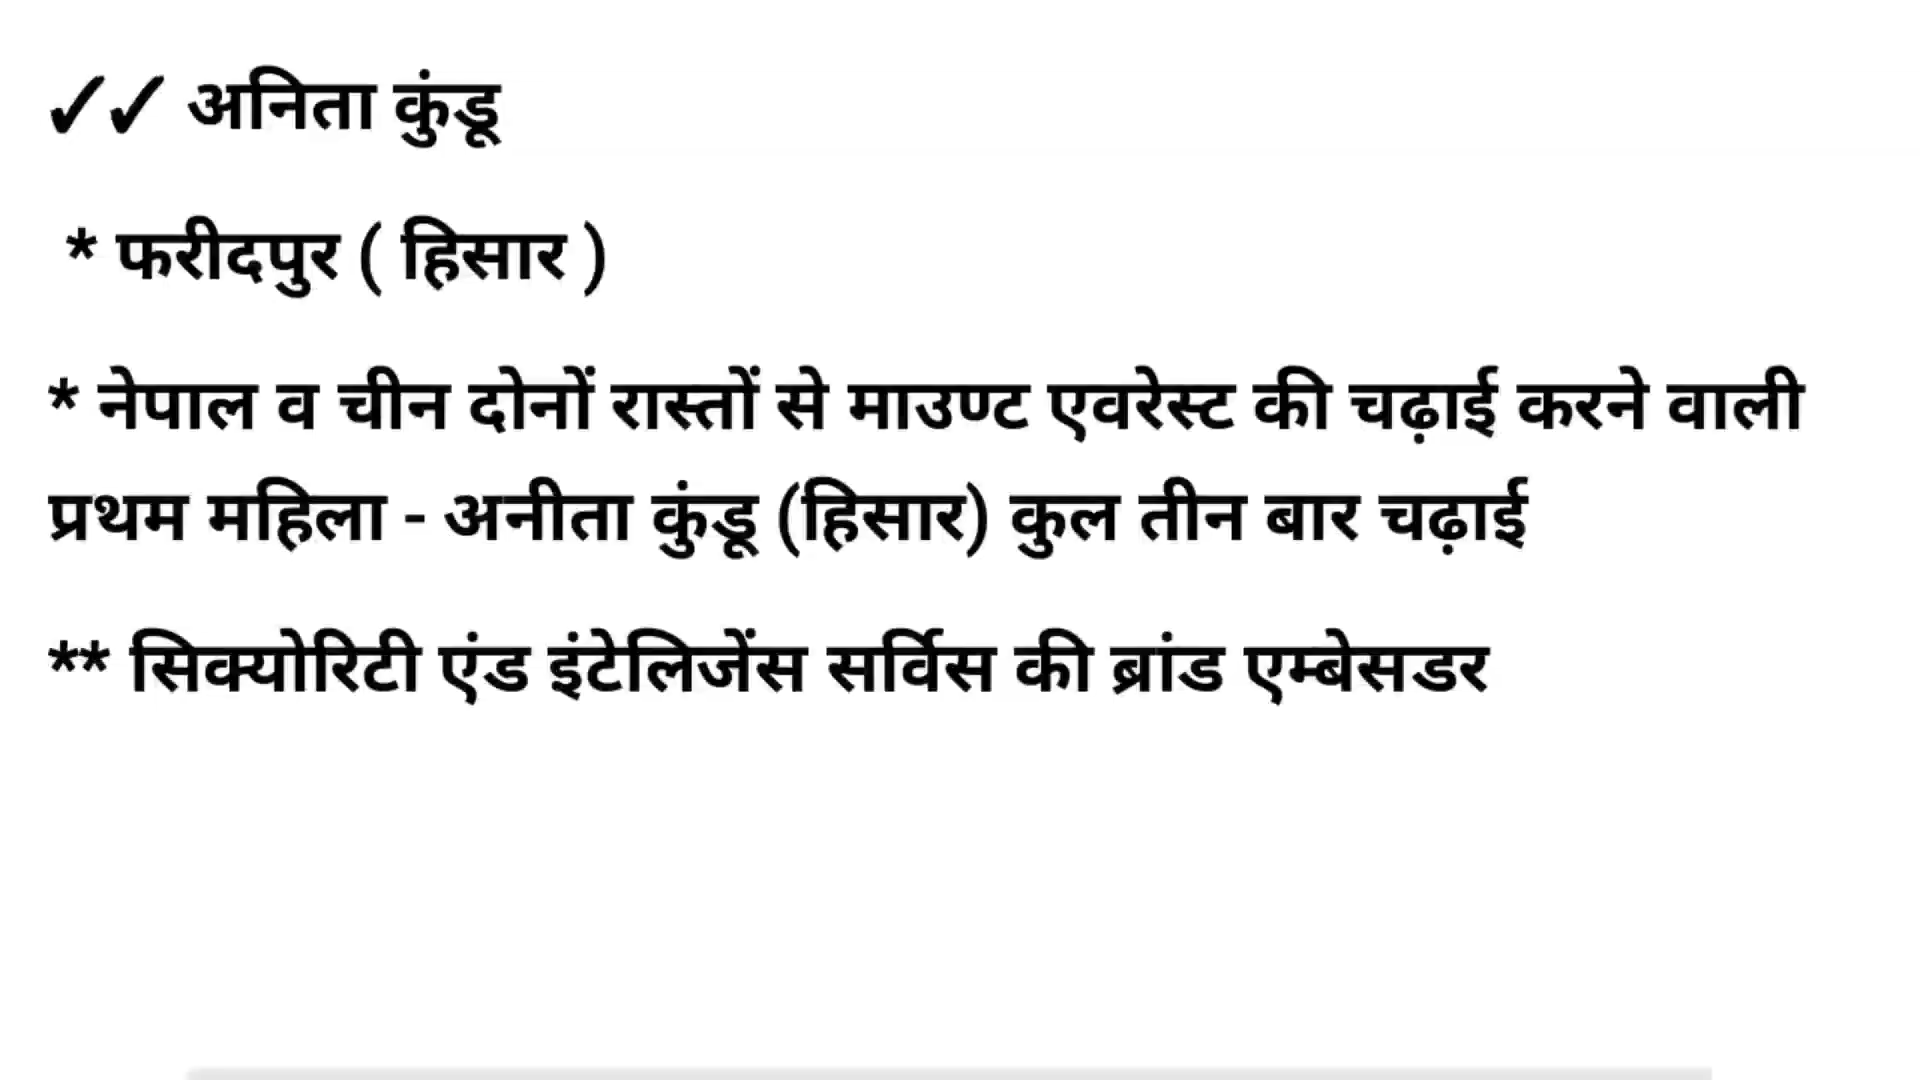 ✓✓ अनिता कुंडू
* फरीदपुर ( हिसार )
* नेपाल व चीन दोनों रास्तों से माउण्ट एवरेस्ट की चढ़ाई करने वाली
प्रथम महिला - अनीता कुंडू (हिसार) कुल तीन बार चढ़ाई
** सिक्योरिटी एंड इंटेलिजेंस सर्विस की ब्रांड एम्बेसडर